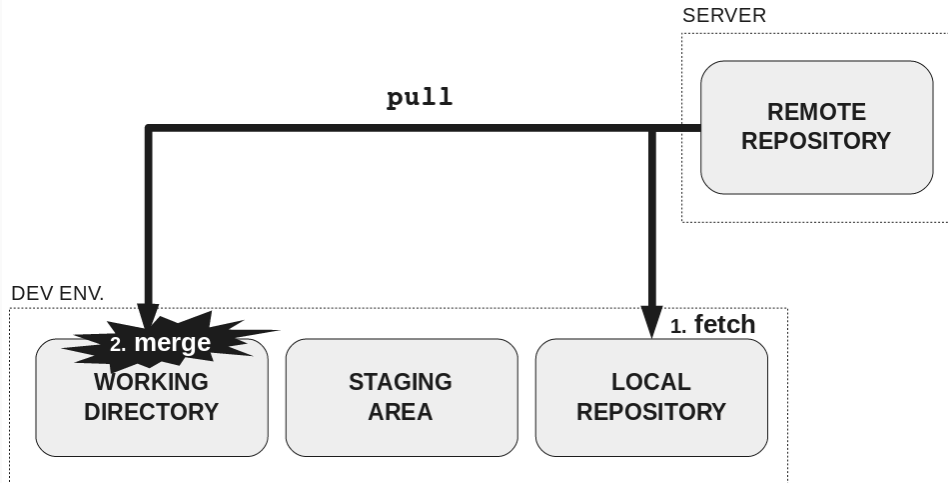 SERVER
REMOTE
REPOSITORY
pull
DEV ENV.
1. fetch
2. merge
WORKING
DIRECTORY
STAGING
AREA
LOCAL
REPOSITORY